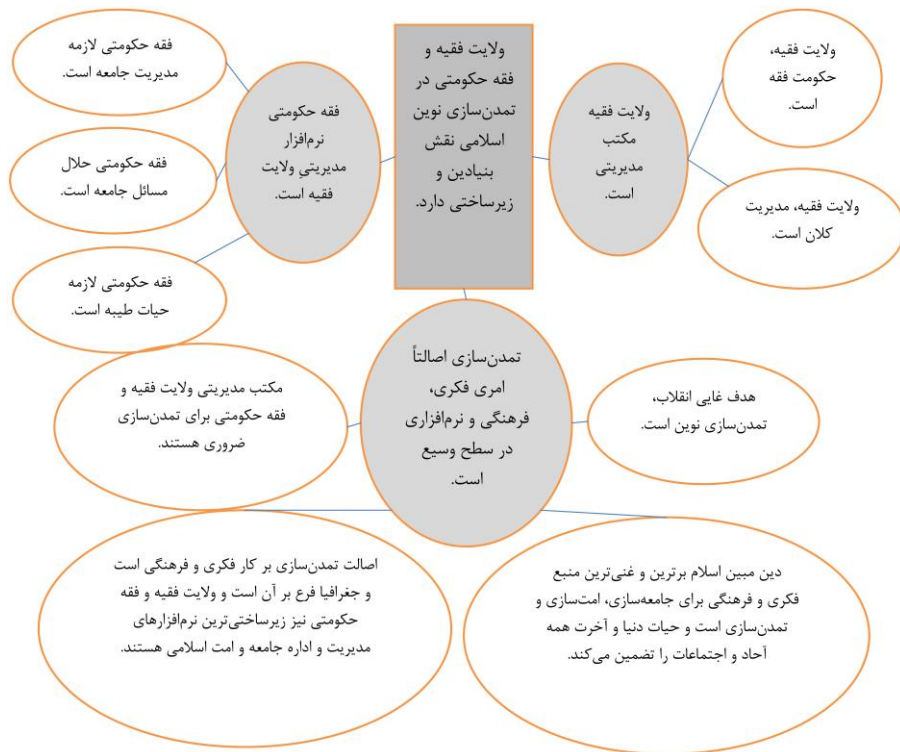 ولایت فقیه و
فقه حکومتی در
تمدن‌سازی نوین
اسلامی نقش
بنیادین و
زیرساختی دارد.
ولایت فقیه
مکتب
مدیریتی
است.
ولایت فقیه،
حکومت فقه
است.
ولایت فقیه، مدیریت
کلان است.
فقه حکومتی
نرم‌افزار
مدیریتیِ ولایت
فقیه است.
فقه حکومتی لازمه
مدیریت جامعه است.
فقه حکومتی حلال
مسائل جامعه است.
فقه حکومتی لازمه
حیات طیبه است.
تمدن‌سازی اصالتاً
امری فکری،
فرهنگی و نرم‌افزاری
در سطح وسیع
است.
هدف غایی انقلاب،
تمدن‌سازی نوین است.
مکتب مدیریتی ولایت فقیه و
فقه حکومتی برای تمدن‌سازی
ضروری هستند.
دین مبین اسلام برترین و غنی‌ترین منبع
فکری و فرهنگی برای جامعه‌سازی، امت‌سازی و
تمدن‌سازی است و حیات دنیا و آخرت همه
آحاد و اجتماعات را تضمین می‌کند.
اصالت تمدن‌سازی بر کار فکری و فرهنگی است
و جغرافیا فرع بر آن است و ولایت فقیه و فقه
حکومتی نیز زیرساختی‌ترین نرم‌افزارهای
مدیریت و اداره جامعه و امت اسلامی هستند.